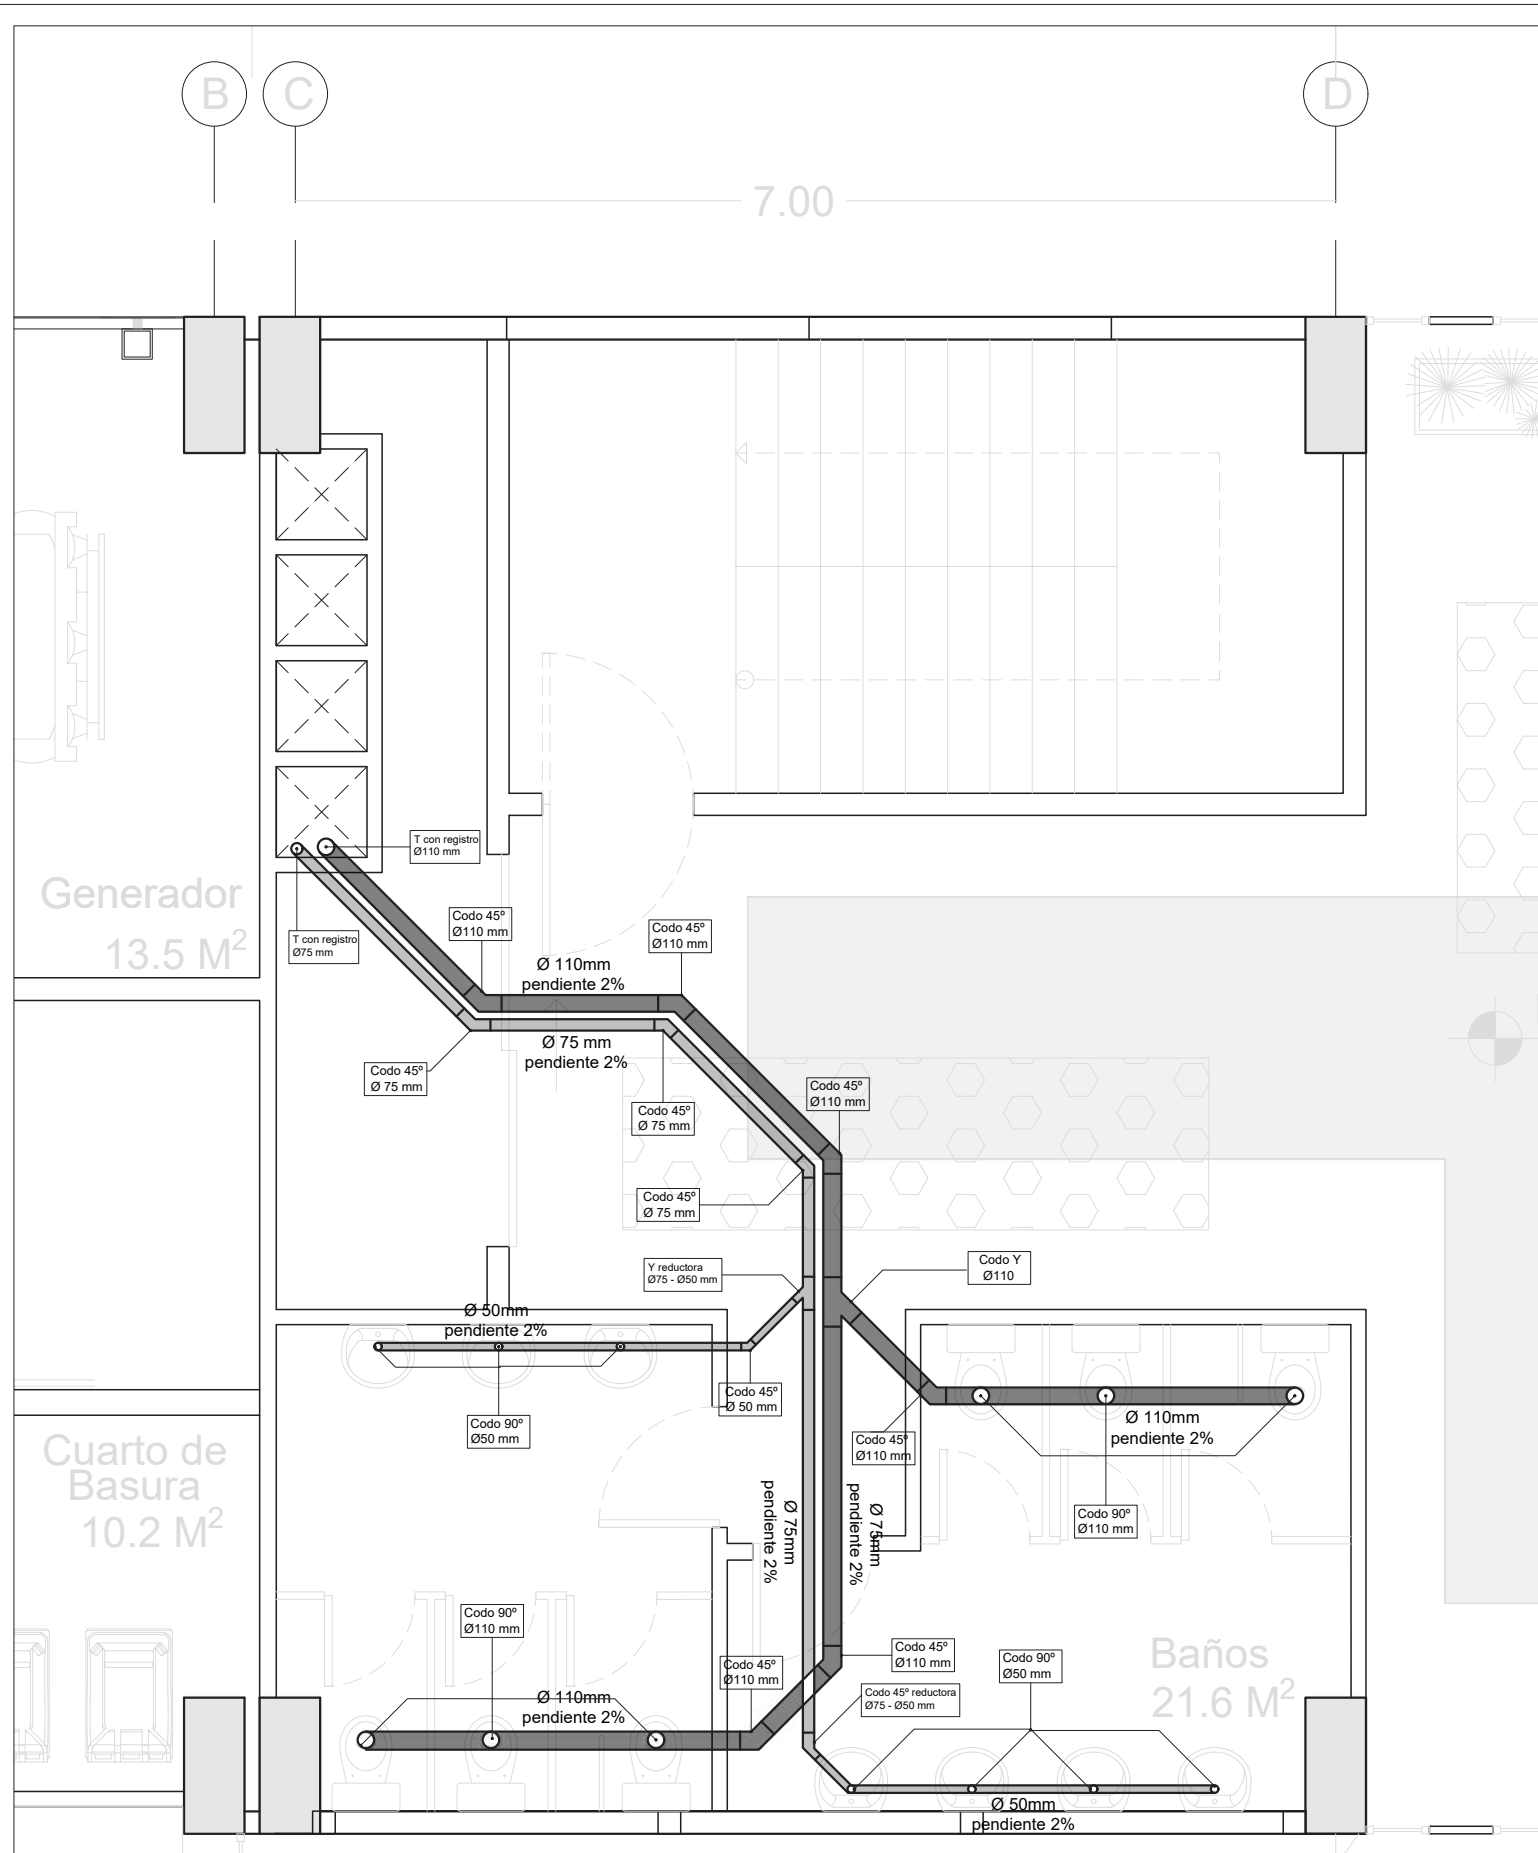 B
C
D
7.00
T con registro
Ø110 mm
Generador
13.5 M2
T con registro
Ø75 mm
Codo 45º
Ø110 mm
Codo 45º
Ø110 mm
Ø 110mm
pendiente 2%
Ø 75 mm
pendiente 2%
Codo 45º
Ø 75 mm
Codo 45º
Ø 75 mm
Codo 45º
Ø110 mm
Codo 45º
Ø 75 mm
Y reductora
Ø75 - Ø50 mm
Codo Y
Ø110
Ø 50mm
pendiente 2%
Codo 45º
Ø 50 mm
Codo 90º
Ø50 mm
Codo 45º
Ø110 mm
Ø 110mm
pendiente 2%
Codo 90º
Ø110 mm
Cuarto de
Basura
10.2 M2
Ø 75mm
pendiente 2%
Ø 75mm
pendiente 2%
Codo 90º
Ø110 mm
Codo 45º
Ø110 mm
Codo 45º
Ø110 mm
Codo 90º
Ø50 mm
Codo 45º reductora
Ø75 - Ø50 mm
Baños
21.6 M2
Ø 110mm
pendiente 2%
Ø 50mm
pendiente 2%